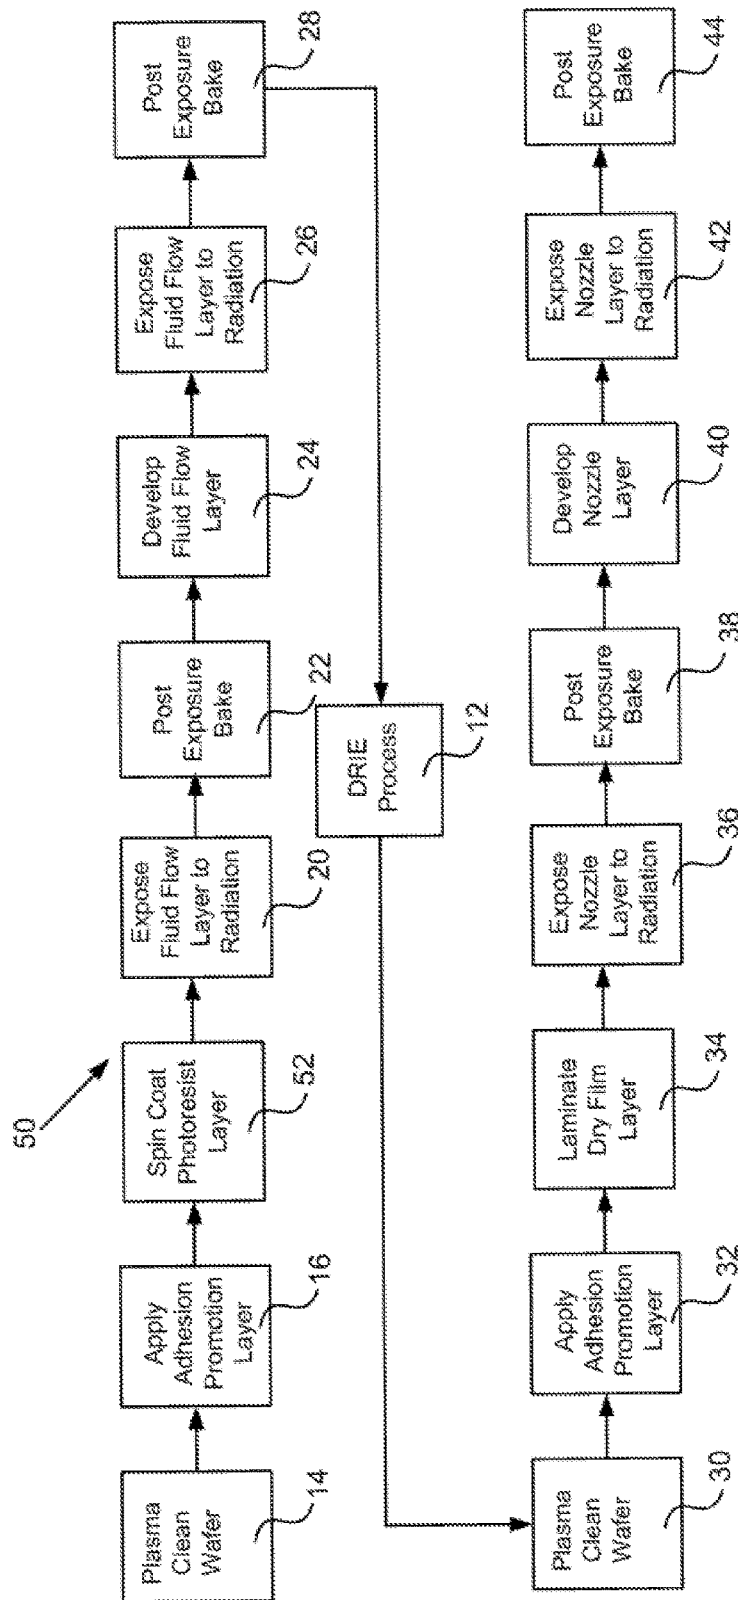 50
Plasma
Clean
Wafer
14
Apply
Adhesion
Promotion
Layer
16
Spin Coat
Photoresist
Layer
52
Expose
Fluid Flow
Layer to
Radiation
20
Post
Exposure
Bake
22
Develop
Fluid Flow
Layer
24
Expose
Fluid Flow
Layer to
Radiation
26
Post
Exposure
Bake
28
DRIE
Process
12
Plasma
Clean
Wafer
30
Apply
Adhesion
Promotion
Layer
32
Laminate
Dry Film
Layer
34
Expose
Nozzle
Layer to
Radiation
36
Post
Exposure
Bake
38
Develop
Nozzle
Layer
40
Expose
Nozzle
Layer to
Radiation
42
Post
Exposure
Bake
44